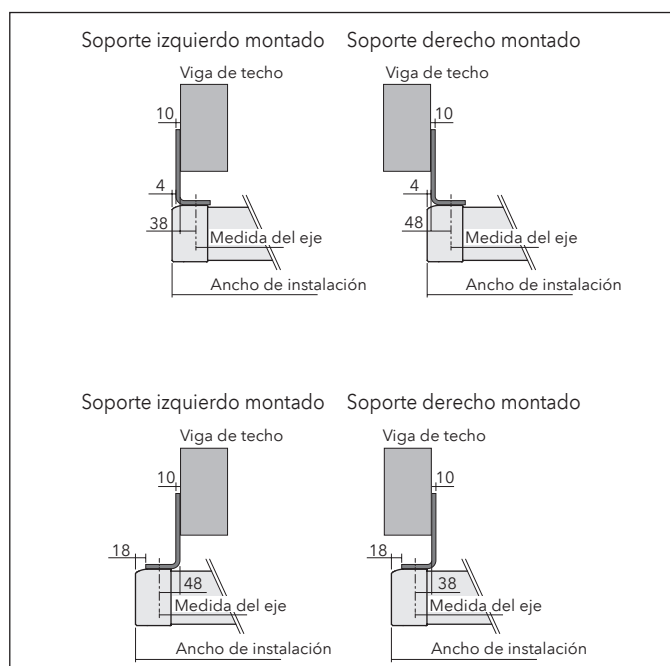 Soporte izquierdo montado
Viga de techo
10
4
38
Medida del eje
Ancho de instalación
Soporte derecho montado
Viga de techo
10
4
48
Medida del eje
Ancho de instalación
Soporte izquierdo montado
Viga de techo
10
18
48
Medida del eje
Ancho de instalación
Soporte derecho montado
Viga de techo
10
18
38
Medida del eje
Ancho de instalación